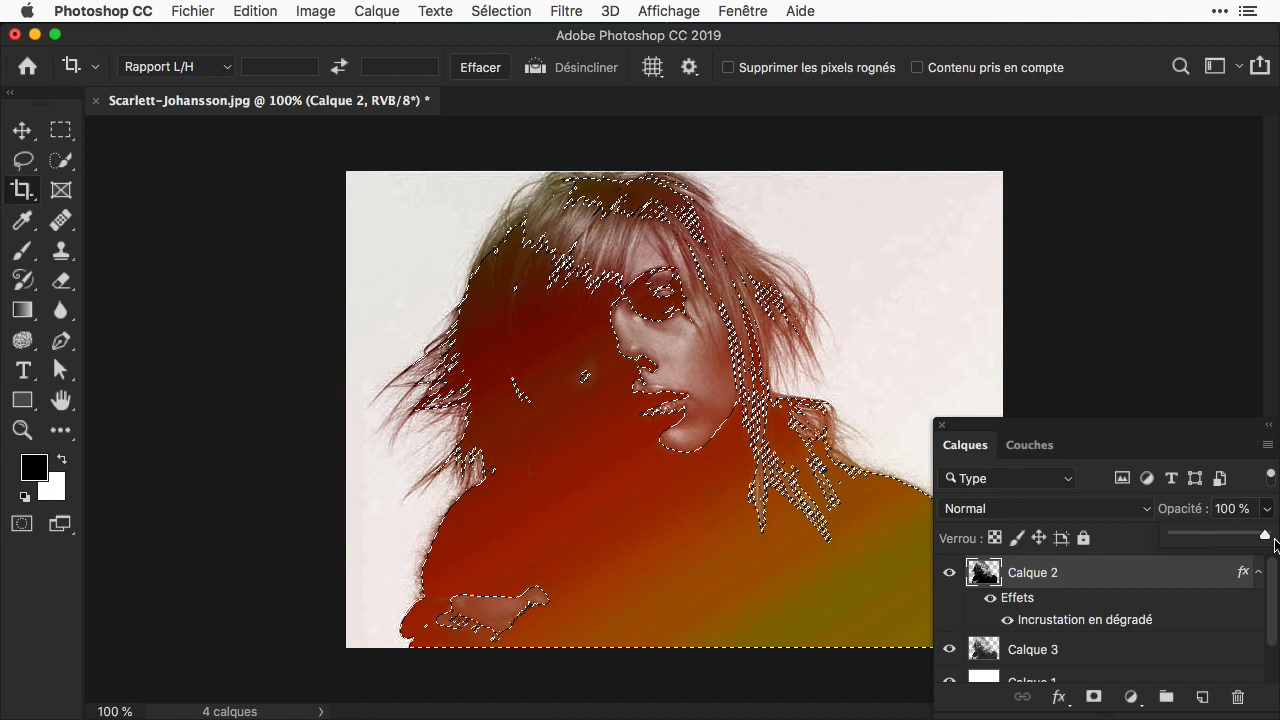 Photoshop CC Fichier Edition Image Calque Texte Sélection Filtre 3D Affichage Fenêtre Aide
Adobe Photoshop CC 2019
Rapport L/H Effacer Désincliner Supprimer les pixels rognés Contenu pris en compte
Scarlett-Johansson.jpg @ 100% (Calque 2, RVB/8*) *
Calques Couches
Type
Normal Opacité : 100 %
Verrou :
Calque 2 fx
Effets
Incrustation en dégradé
Calque 3
Calque 1
fx
100 % 4 calques